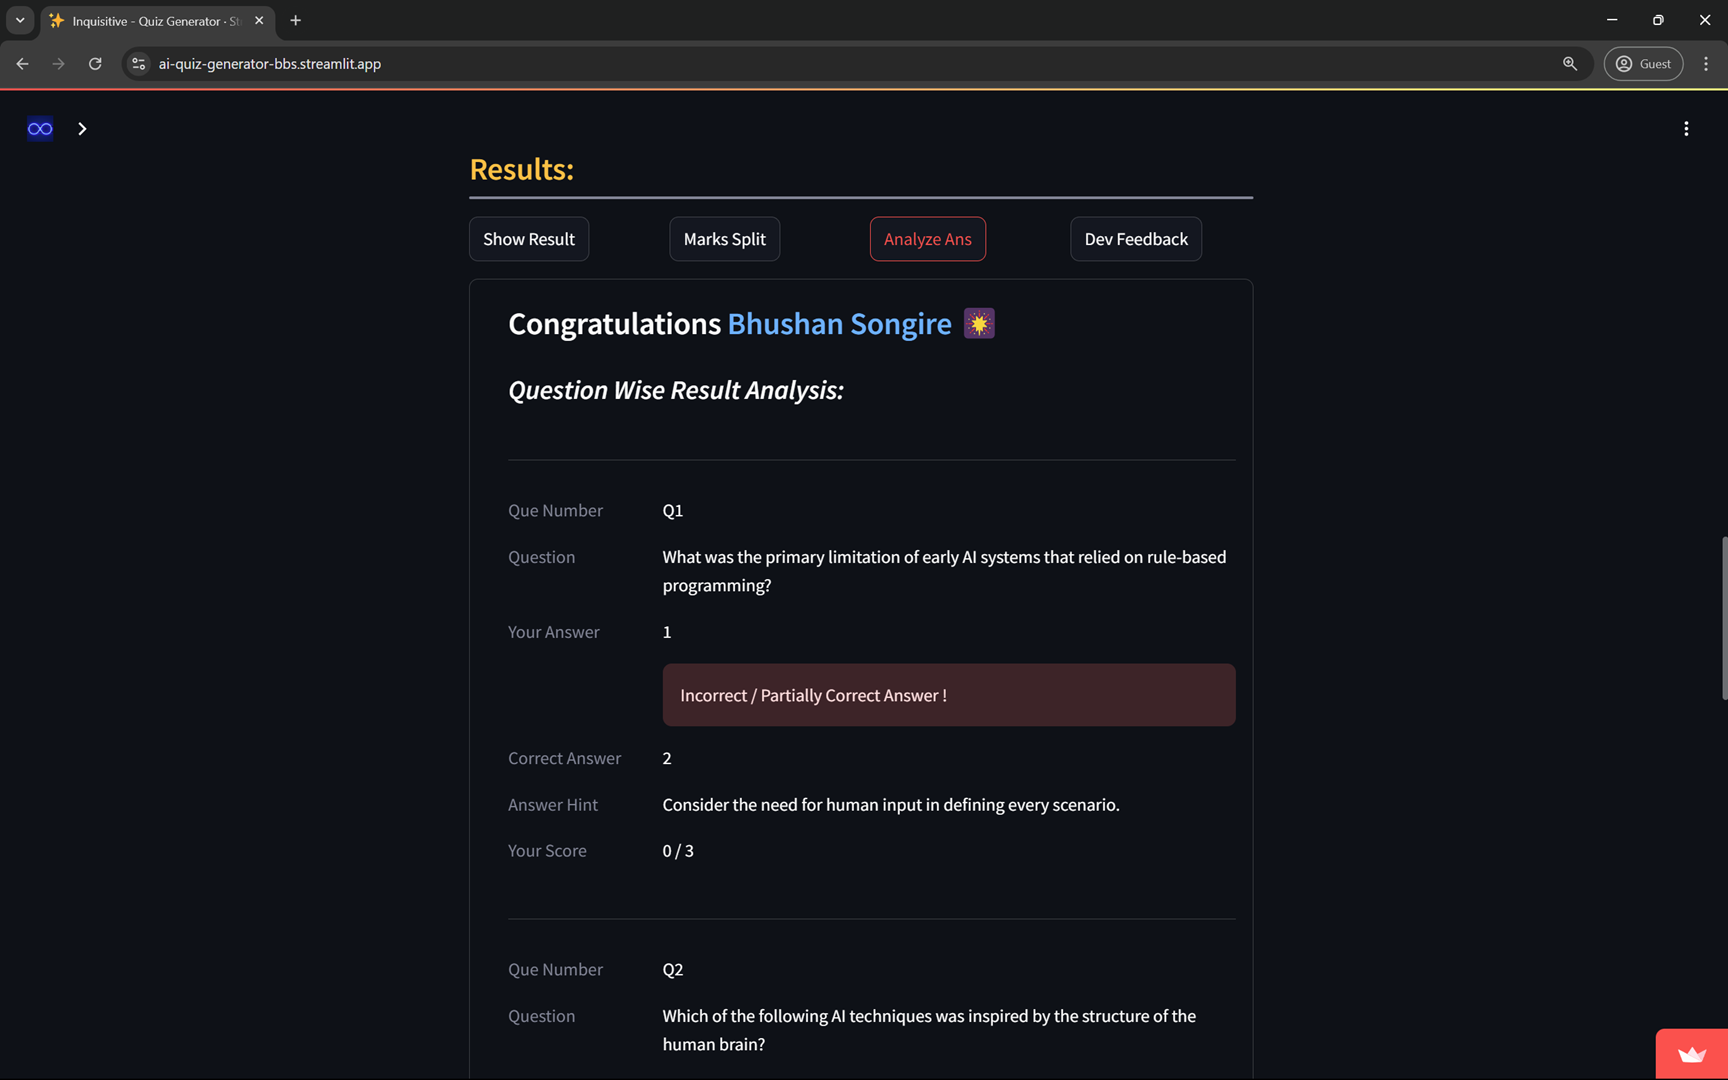 Inquisitive - Quiz Generator · St
ai-quiz-generator-bbs.streamlit.app
Guest
Results:
Show Result
Marks Split
Analyze Ans
Dev Feedback
Congratulations Bhushan Songire
Question Wise Result Analysis:
Que Number
Q1
Question
What was the primary limitation of early AI systems that relied on rule-based
programming?
Your Answer
1
Incorrect / Partially Correct Answer !
Correct Answer
2
Answer Hint
Consider the need for human input in defining every scenario.
Your Score
0 / 3
Que Number
Q2
Question
Which of the following AI techniques was inspired by the structure of the
human brain?